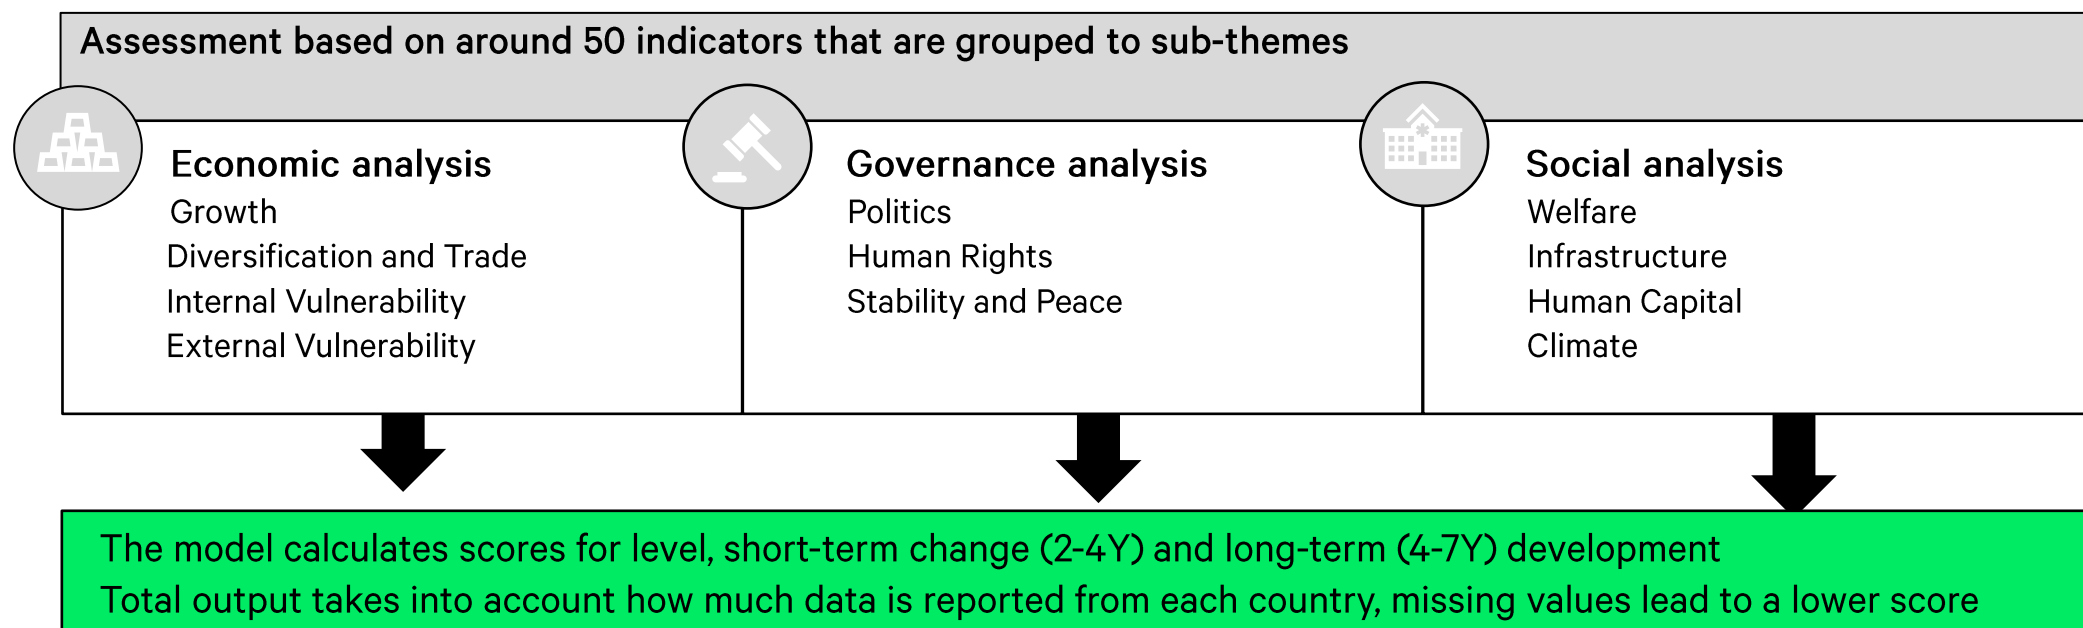 Assessment based on around 50 indicators that are grouped to sub-themes
Economic analysis
Growth
Diversification and Trade
Internal Vulnerability
External Vulnerability
Governance analysis
Politics
Human Rights
Stability and Peace
Social analysis
Welfare
Infrastructure
Human Capital
Climate
The model calculates scores for level, short-term change (2-4Y) and long-term (4-7Y) development
Total output takes into account how much data is reported from each country, missing values lead to a lower score